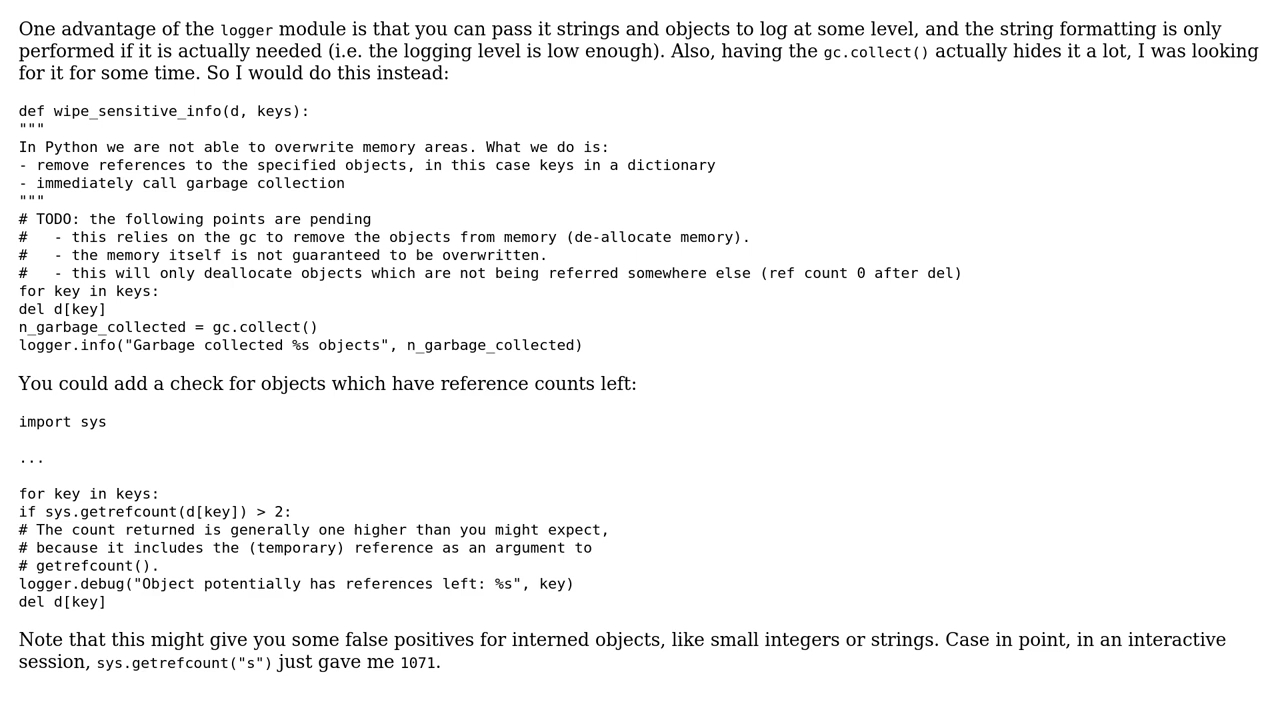 One advantage of the logger module is that you can pass it strings and objects to log at some level, and the string formatting is only
performed if it is actually needed (i.e. the logging level is low enough). Also, having the gc.collect() actually hides it a lot, I was looking
for it for some time. So I would do this instead:
def wipe_sensitive_info(d, keys):
"""
In Python we are not able to overwrite memory areas. What we do is:
- remove references to the specified objects, in this case keys in a dictionary
- immediately call garbage collection
"""
# TODO: the following points are pending
#   - this relies on the gc to remove the objects from memory (de-allocate memory).
#   - the memory itself is not guaranteed to be overwritten.
#   - this will only deallocate objects which are not being referred somewhere else (ref count 0 after del)
for key in keys:
del d[key]
n_garbage_collected = gc.collect()
logger.info("Garbage collected %s objects", n_garbage_collected)
You could add a check for objects which have reference counts left:
import sys
...
for key in keys:
if sys.getrefcount(d[key]) > 2:
# The count returned is generally one higher than you might expect,
# because it includes the (temporary) reference as an argument to
# getrefcount().
logger.debug("Object potentially has references left: %s", key)
del d[key]
Note that this might give you some false positives for interned objects, like small integers or strings. Case in point, in an interactive
session, sys.getrefcount("s") just gave me 1071.